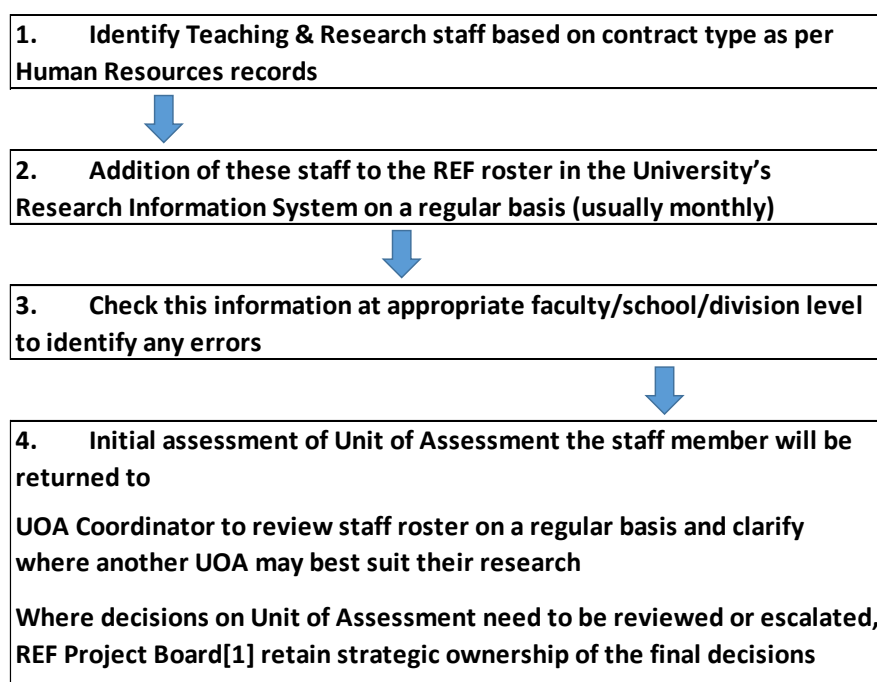 1. Identify Teaching & Research staff based on contract type as per
Human Resources records
2. Addition of these staff to the REF roster in the University’s
Research Information System on a regular basis (usually monthly)
3. Check this information at appropriate faculty/school/division level
to identify any errors
4. Initial assessment of Unit of Assessment the staff member will be
returned to
UOA Coordinator to review staff roster on a regular basis and clarify
where another UOA may best suit their research
Where decisions on Unit of Assessment need to be reviewed or escalated,
REF Project Board[1] retain strategic ownership of the final decisions